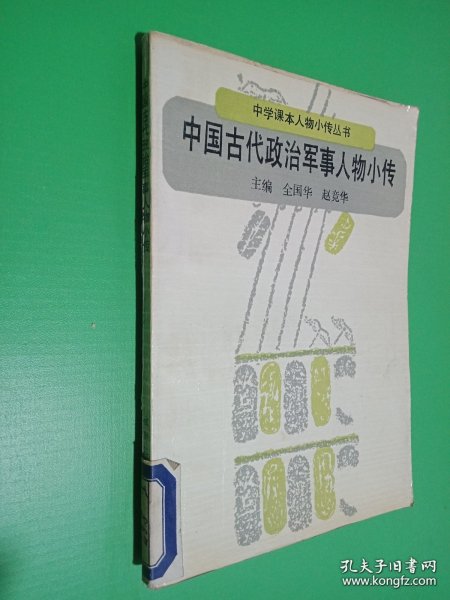 中学课本人物小传丛书
中国古代政治军事人物小传
主编 全国华 赵竞华
孔夫子旧书网
www.kongfz.com